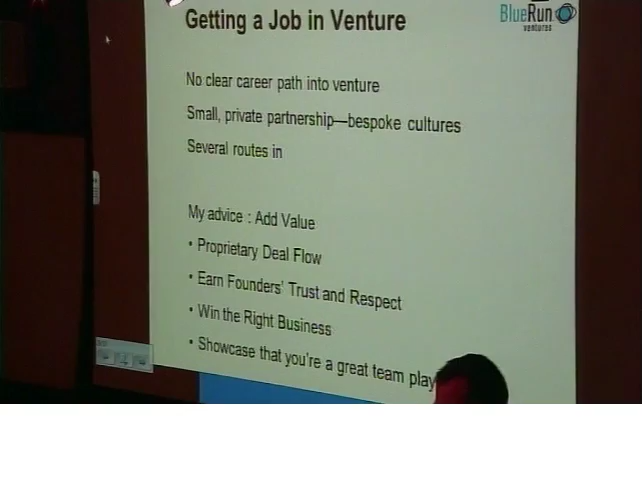 Getting a Job in Venture
BlueRun
ventures
No clear career path into venture
Small, private partnership—bespoke cultures
Several routes in
My advice : Add Value
• Proprietary Deal Flow
• Earn Founders' Trust and Respect
• Win the Right Business
• Showcase that you're a great team play